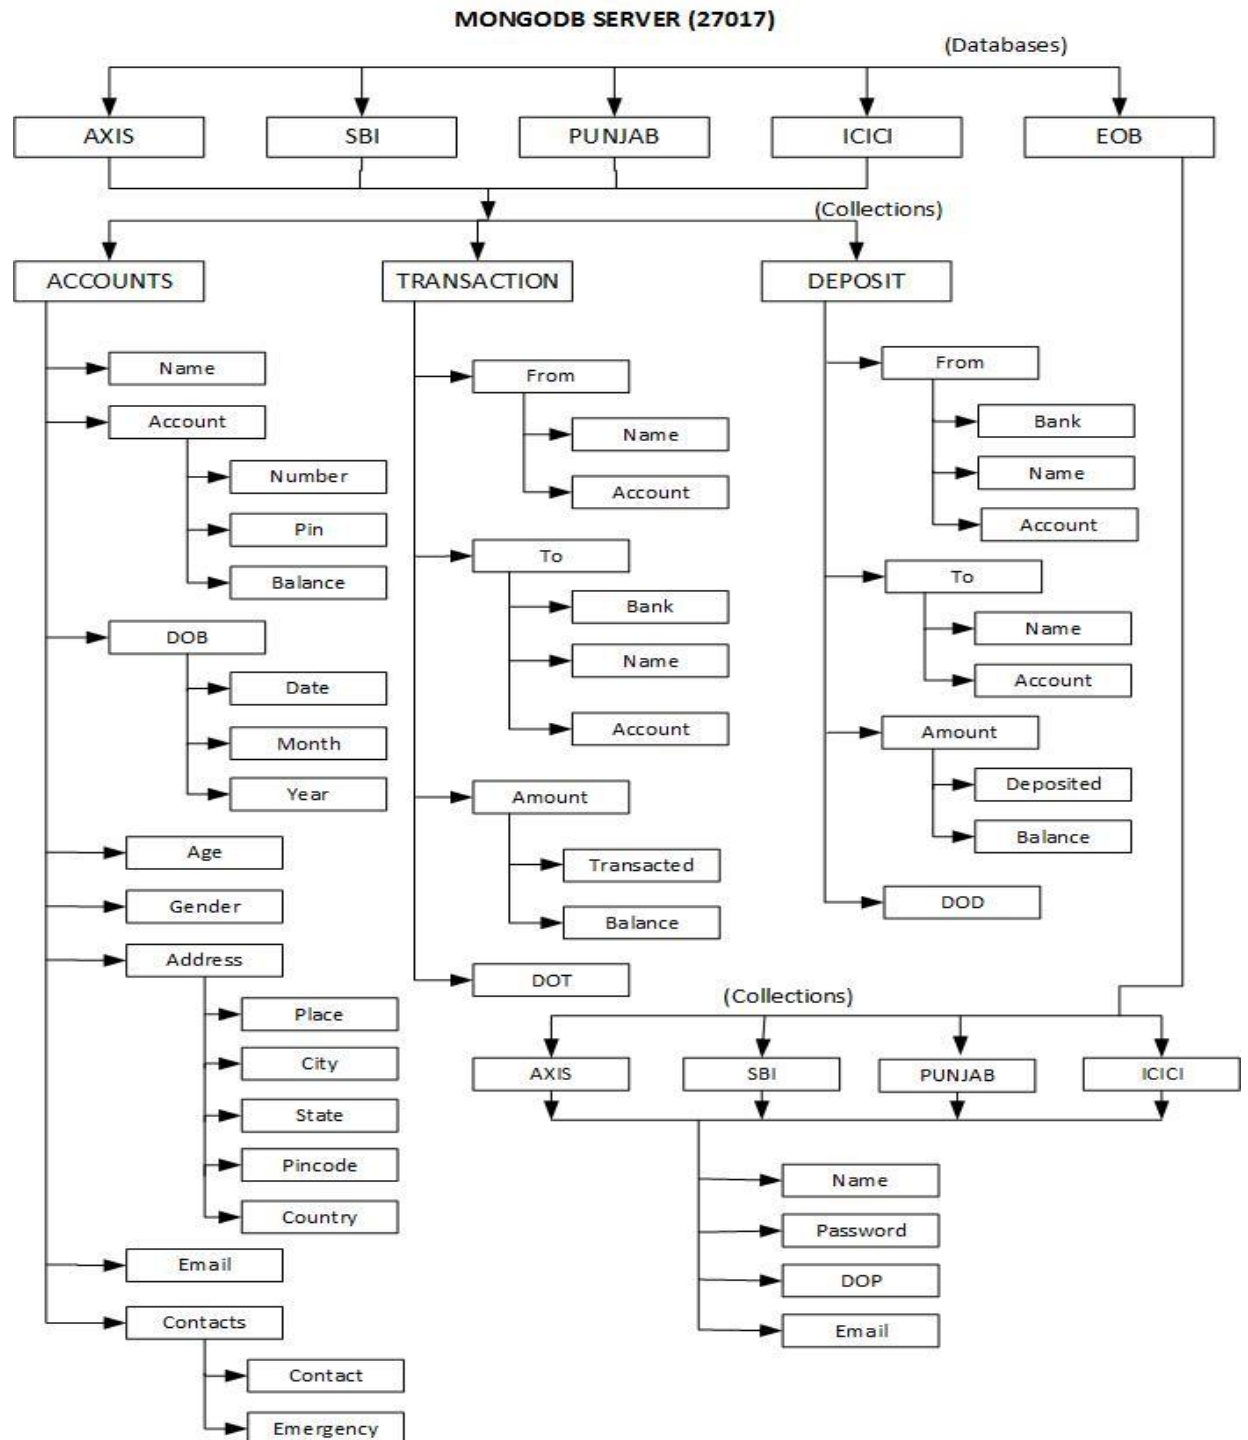 MONGODB SERVER (27017)
(Databases)
AXIS
SBI
PUNJAB
ICICI
EOB
(Collections)
ACCOUNTS
TRANSACTION
DEPOSIT
Name
Account
Number
Pin
Balance
DOB
Date
Month
Year
Age
Gender
Address
Place
City
State
Pincode
Country
Email
Contacts
Contact
Emergency
From
Name
Account
To
Bank
Name
Account
Amount
Transacted
Balance
DOT
From
Bank
Name
Account
To
Name
Account
Amount
Deposited
Balance
DOD
(Collections)
AXIS
SBI
PUNJAB
ICICI
Name
Password
DOP
Email